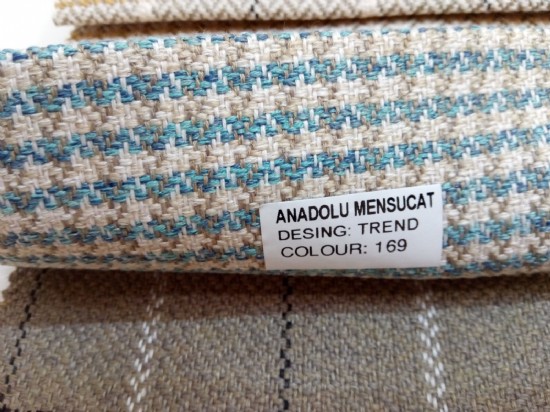 ANADOLU MENSUCAT
DESING: TREND
COLOUR: 169